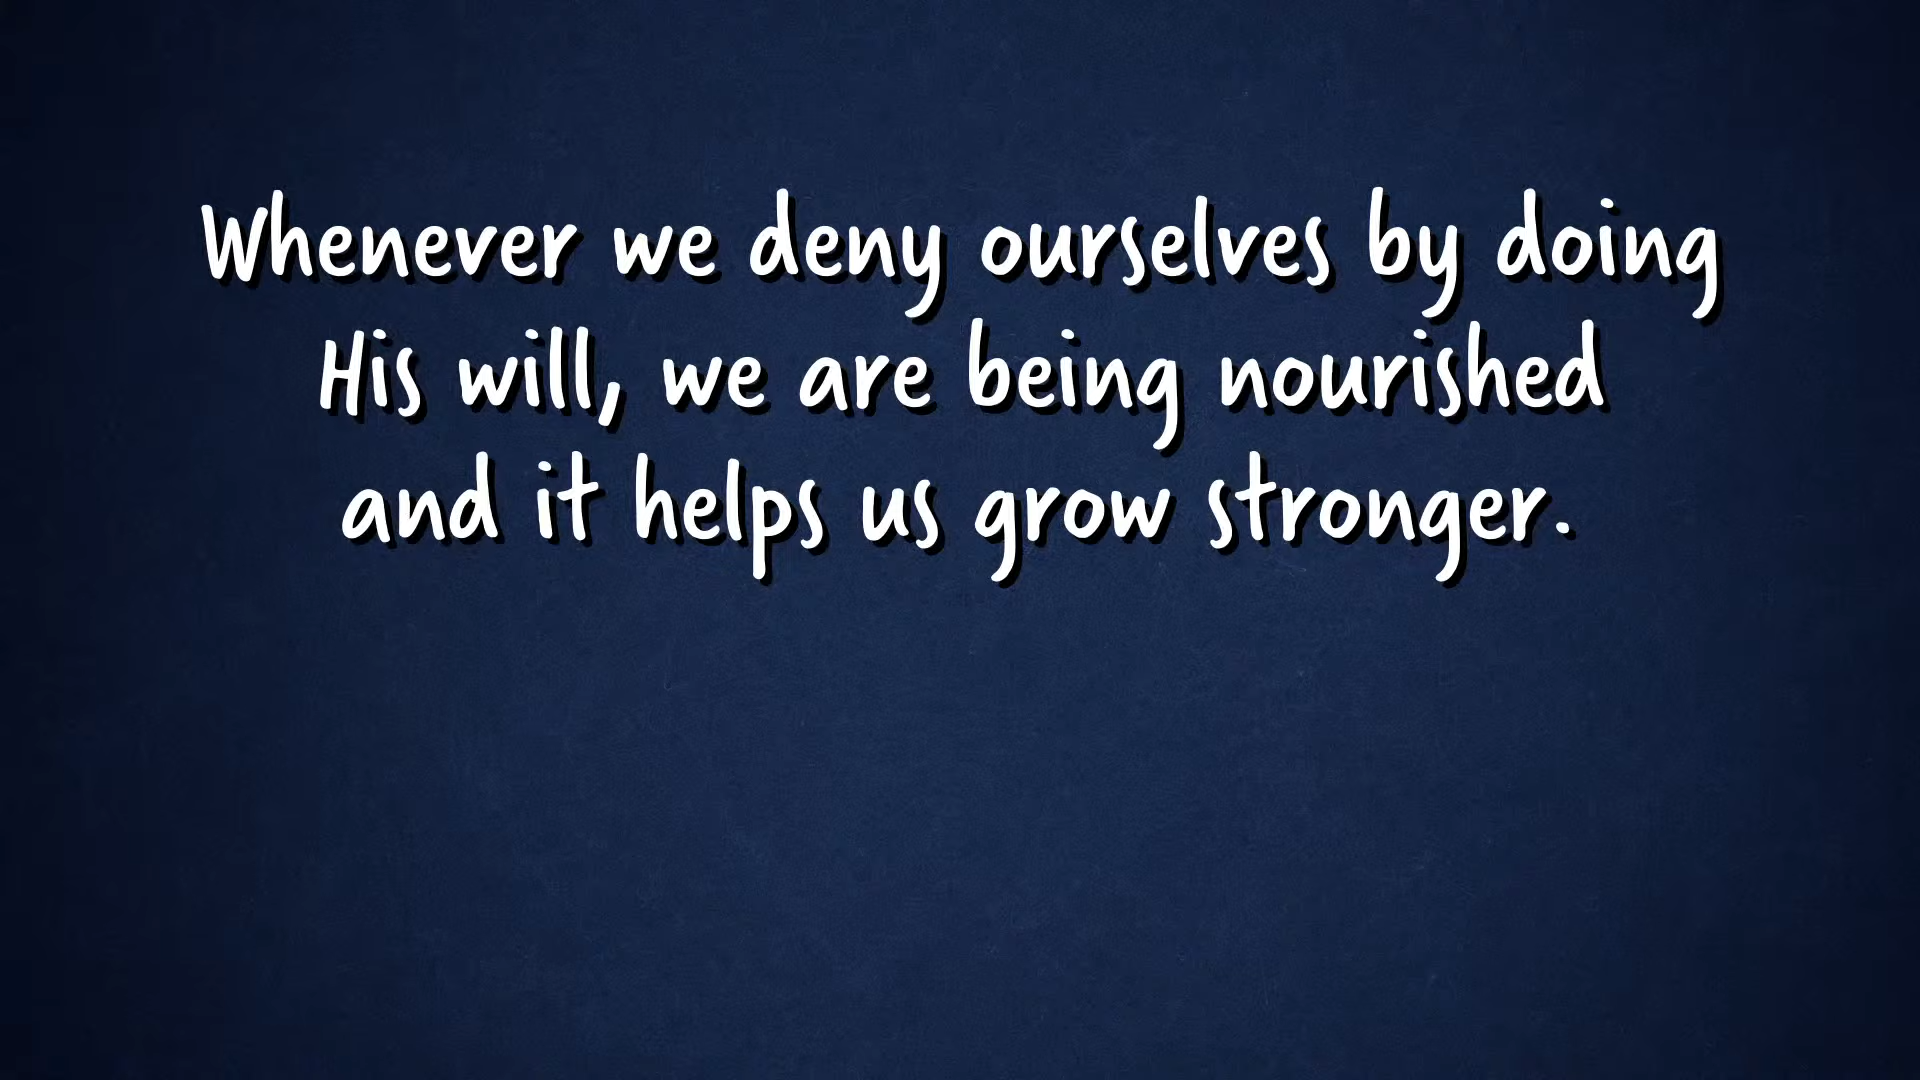 Whenever we deny ourselves by doing
His will, we are being nourished
and it helps us grow stronger.